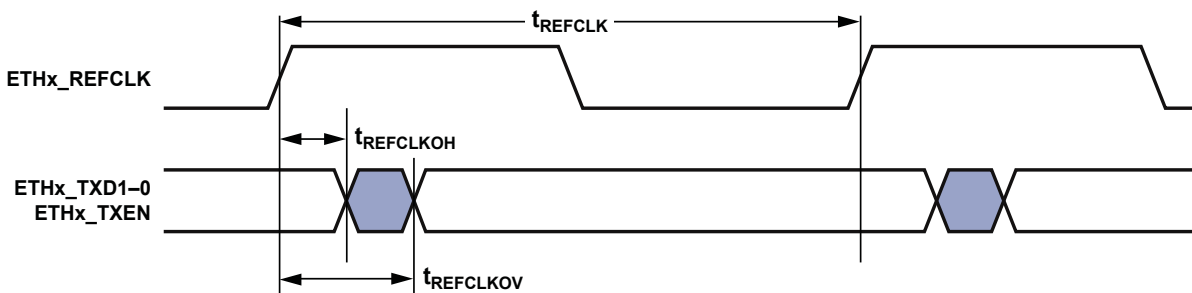 tREFCLK
ETHx_REFCLK
tREFCLKOH
ETHx_TXD1–0
ETHx_TXEN
tREFCLKOV